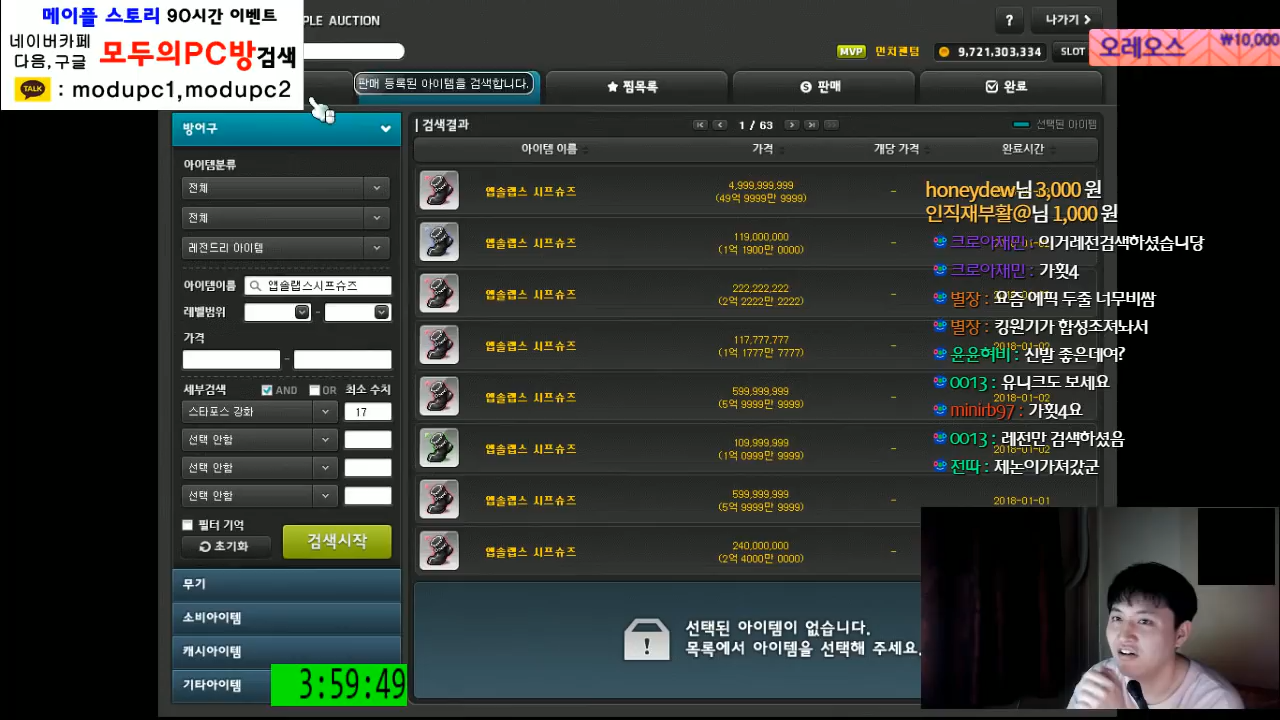 메이플 스토리 90시간 이벤트
네이버카페
다음,구글
모두의PC방검색
TALK : modupc1,modupc2
PLE AUCTION
?
나가기
MVP 먼치펜텀 9,721,303,334 SLOT
오레오스 ₩10,000
판매 등록된 아이템을 검색합니다.
찜목록
판매
완료
방어구
아이템분류
전체
전체
레전드리 아이템
아이템이름 앱솔랩스시프슈즈
레벨범위 -
가격
-
세부검색 AND OR 최소 수치
스타포스 강화 17
선택 안함
선택 안함
선택 안함
필터 기억
초기화
검색시작
무기
소비아이템
캐시아이템
기타아이템
3:59:49
검색결과
1 / 63
선택된 아이템
아이템 이름 가격 개당 가격 완료시간
앱솔랩스 시프슈즈 4,999,999,999 -
(49억 9999만 9999)
앱솔랩스 시프슈즈 119,000,000 -
(1억 1900만 0000)
앱솔랩스 시프슈즈 222,222,222 -
(2억 2222만 2222)
앱솔랩스 시프슈즈 117,777,777 - 2018-01-02
(1억 1777만 7777)
앱솔랩스 시프슈즈 599,999,999 -
(5억 9999만 9999)
앱솔랩스 시프슈즈 109,999,999 - 2018-01-02
(1억 0999만 9999)
앱솔랩스 시프슈즈 599,999,999 - 2018-01-01
(5억 9999만 9999)
앱솔랩스 시프슈즈 240,000,000 -
(2억 4000만 0000)
honeydew님 3,000 원
인직재부활@님 1,000 원
크로아재민 : 이거레전검색하셨습니당
크로아재민 : 가횟4
별장 : 요즘 에픽 두줄 너무비쌈
별장 : 킹원기가 함성조져놔서
윤윤혀비 : 신발 좋은데여?
0013 : 유니크도 보세요
minirb97 : 가횟4요
0013 : 레전만 검색하셨음
전따 : 제논이가져갔군
선택된 아이템이 없습니다.
목록에서 아이템을 선택해 주세요.